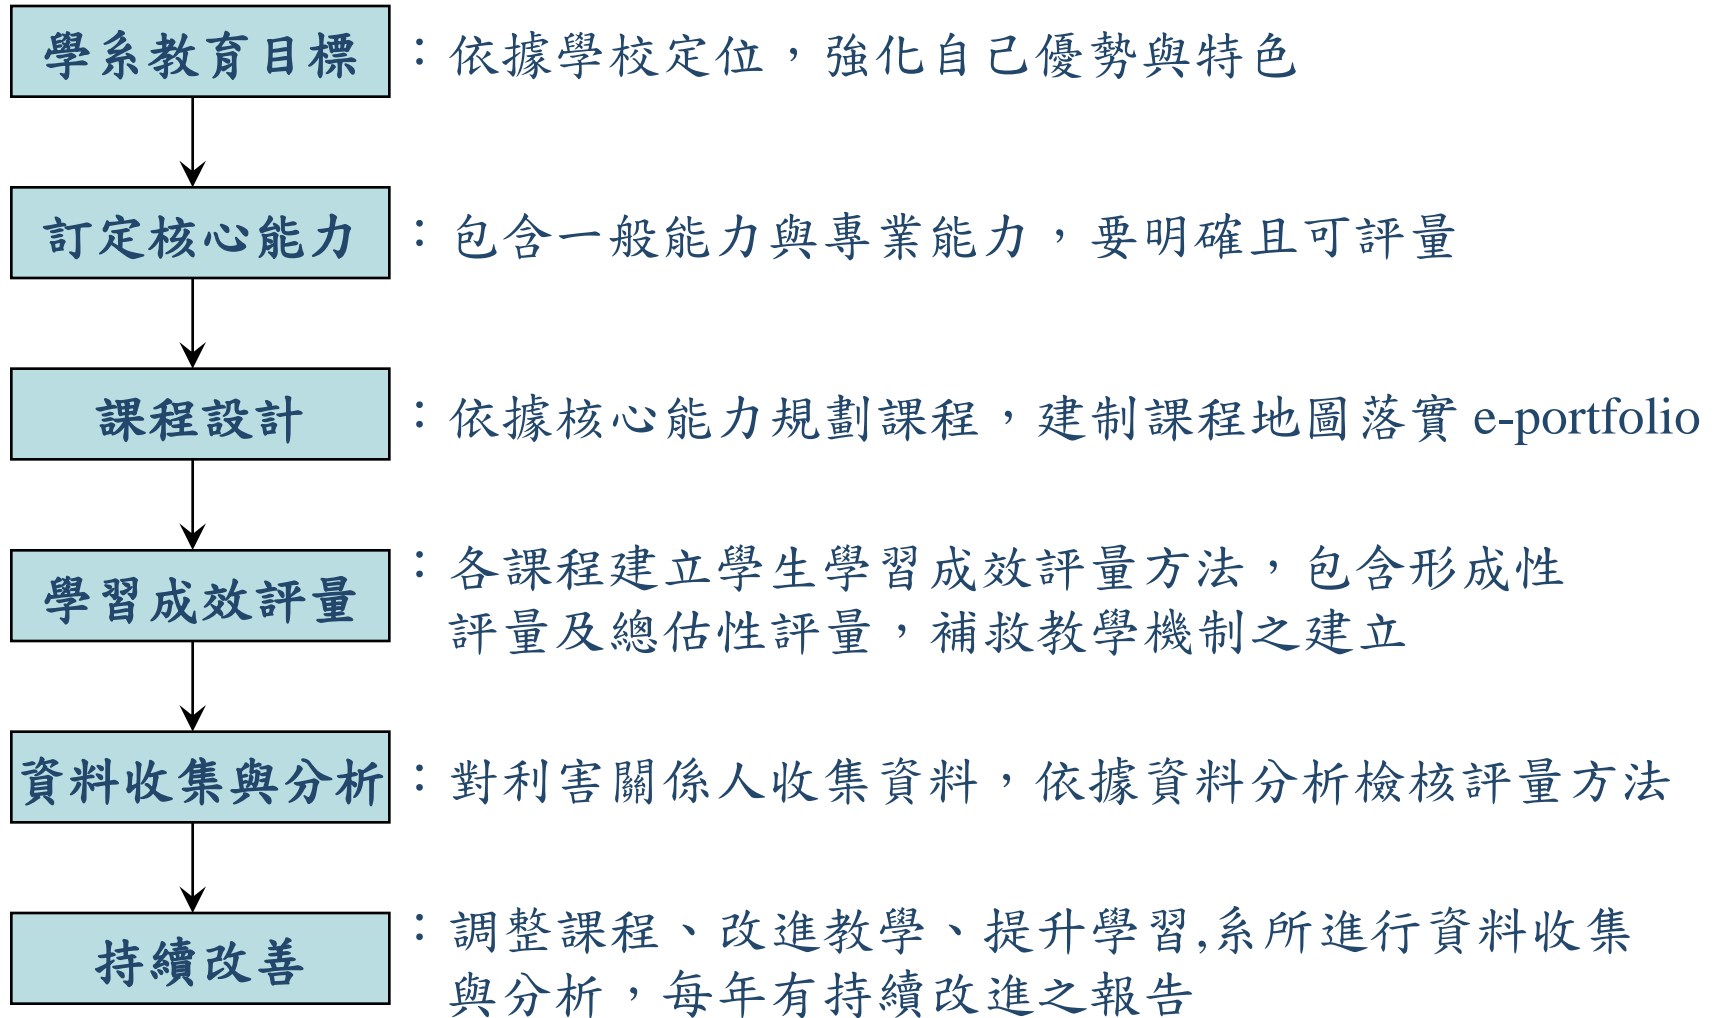 學系教育目標：依據學校定位，強化自己優勢與特色
訂定核心能力：包含一般能力與專業能力，要明確且可評量
課程設計：依據核心能力規劃課程，建制課程地圖落實 e-portfolio
學習成效評量：各課程建立學生學習成效評量方法，包含形成性
評量及總估性評量，補救教學機制之建立
資料收集與分析：對利害關係人收集資料，依據資料分析檢核評量方法
持續改善：調整課程、改進教學、提升學習,系所進行資料收集
與分析，每年有持續改進之報告